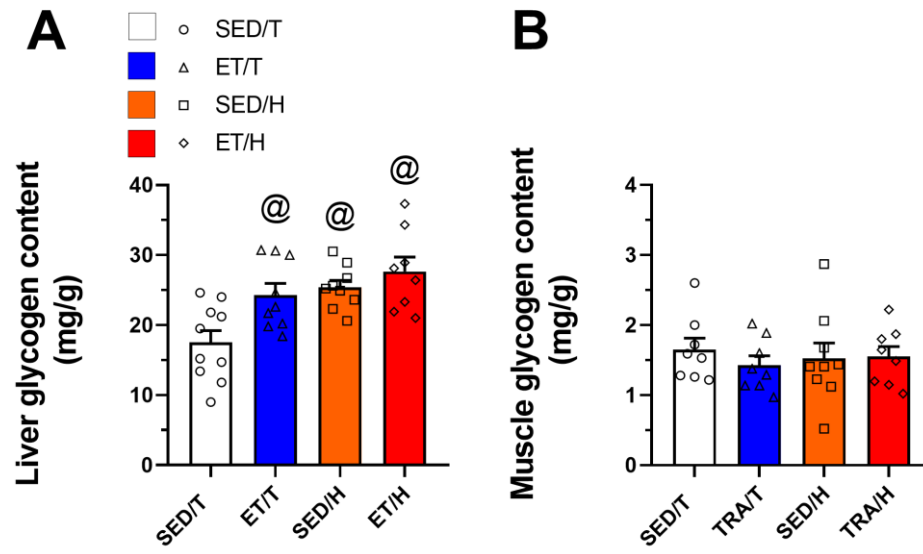 A
SED/T
ET/T
SED/H
ET/H
Liver glycogen content
(mg/g)
40
30
20
10
0
@
@
@
SED/T
ET/T
SED/H
ET/H
B
Muscle glycogen content
(mg/g)
4
3
2
1
0
SED/T
TRA/T
SED/H
TRA/H